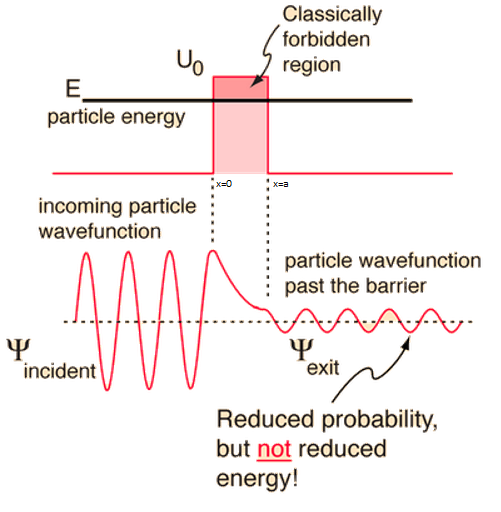 Classically
forbidden
region
U₀
E
particle energy
x=0
x=a
incoming particle
wavefunction
particle wavefunction
past the barrier
Ψincident
Ψexit
Reduced probability,
but not reduced
energy!